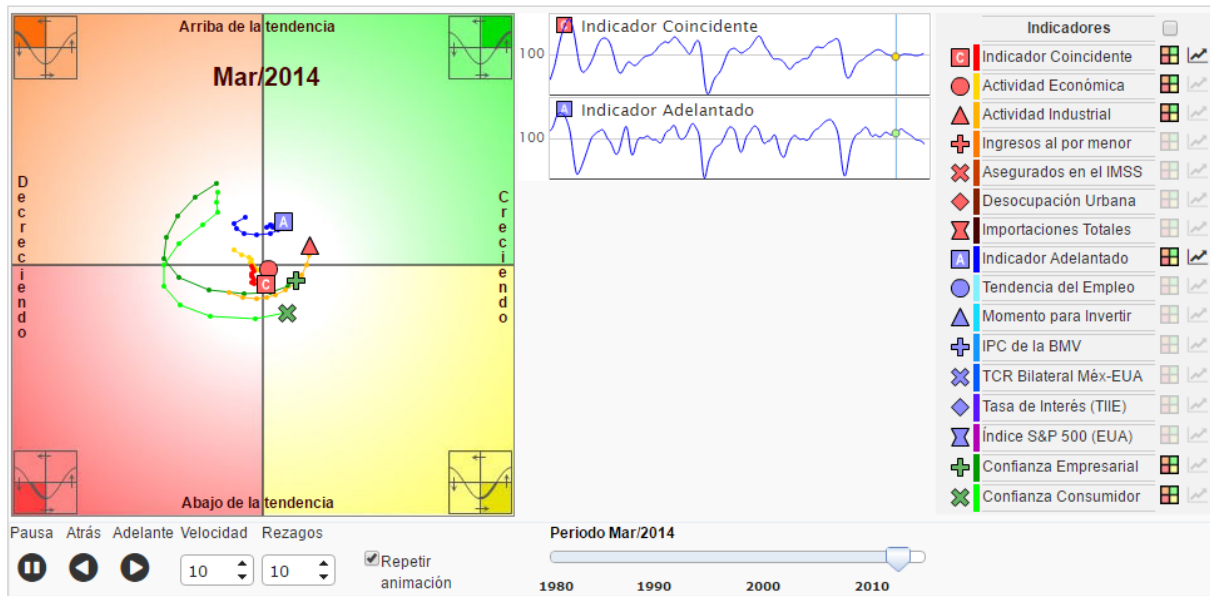 Arriba de la tendencia
Mar/2014
Decreciendo
Creciendo
Abajo de la tendencia
A
C
C Indicador Coincidente
100
A Indicador Adelantado
100
Indicadores
C Indicador Coincidente
Actividad Económica
Actividad Industrial
Ingresos al por menor
Asegurados en el IMSS
Desocupación Urbana
Importaciones Totales
A Indicador Adelantado
Tendencia del Empleo
Momento para Invertir
IPC de la BMV
TCR Bilateral Méx-EUA
Tasa de Interés (TIIE)
Índice S&P 500 (EUA)
Confianza Empresarial
Confianza Consumidor
Pausa Atrás Adelante Velocidad Rezagos
10 10
Repetir
animación
Periodo Mar/2014
1980 1990 2000 2010